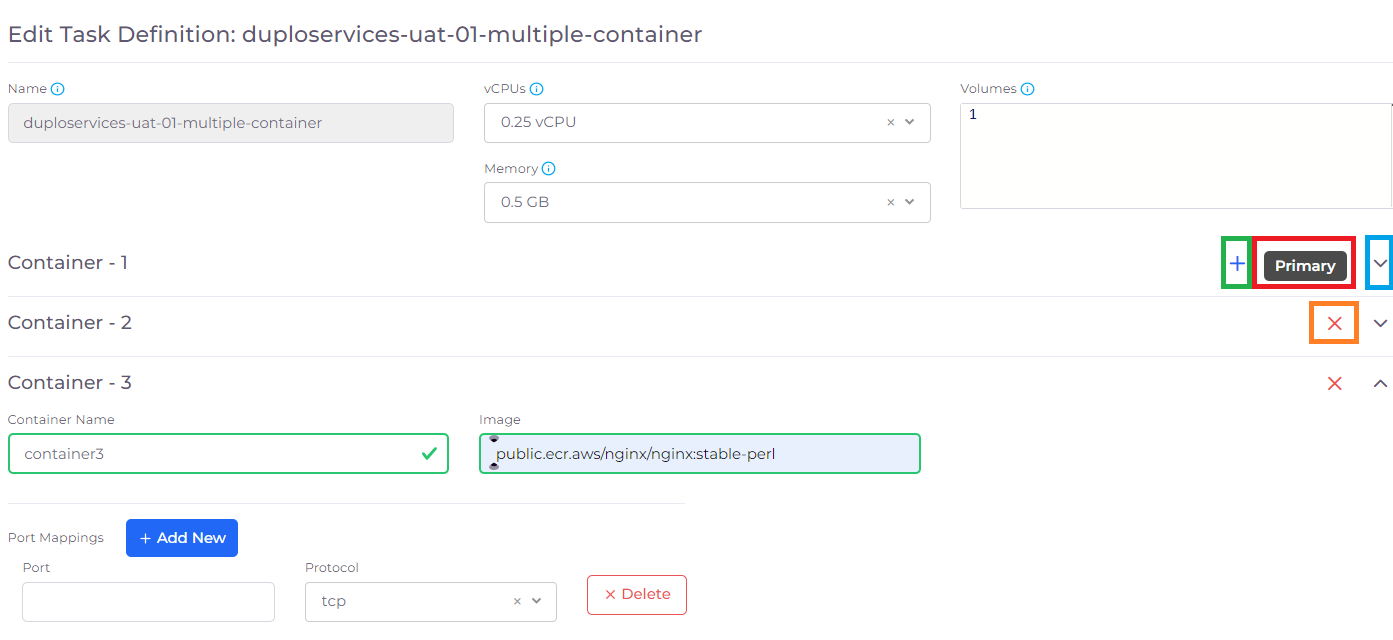 Edit Task Definition: duploservices-uat-01-multiple-container
Name
vCPUs
Volumes
duploservices-uat-01-multiple-container
0.25 vCPU
1
Memory
0.5 GB
Container - 1
Primary
Container - 2
Container - 3
Container Name
Image
container3
public.ecr.aws/nginx/nginx:stable-perl
Port Mappings
+ Add New
Port
Protocol
tcp
× Delete